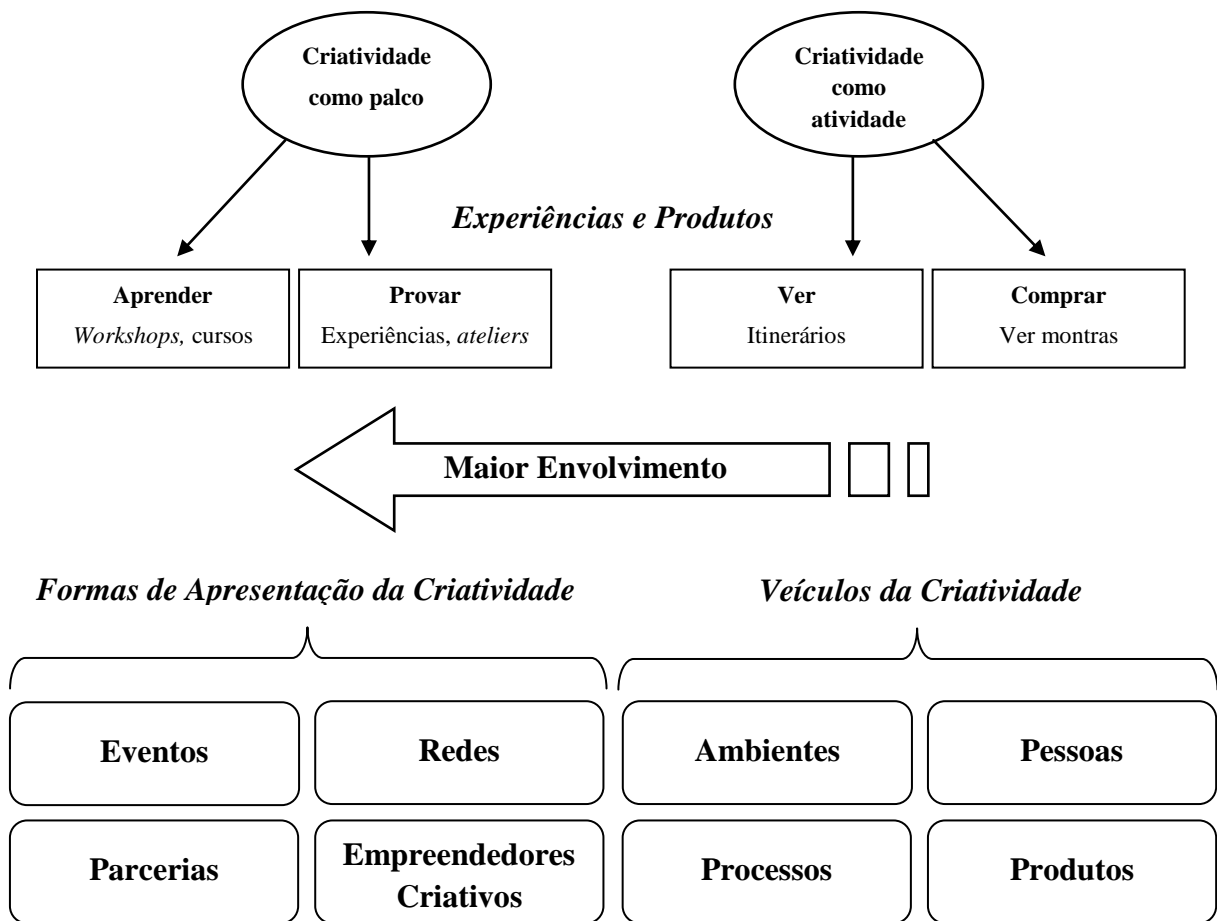 Criatividade
como palco
Criatividade
como
atividade
Experiências e Produtos
Aprender
Workshops, cursos
Provar
Experiências, ateliers
Ver
Itinerários
Comprar
Ver montras
Maior Envolvimento
Formas de Apresentação da Criatividade
Veículos da Criatividade
Eventos
Redes
Ambientes
Pessoas
Parcerias
Empreendedores
Criativos
Processos
Produtos